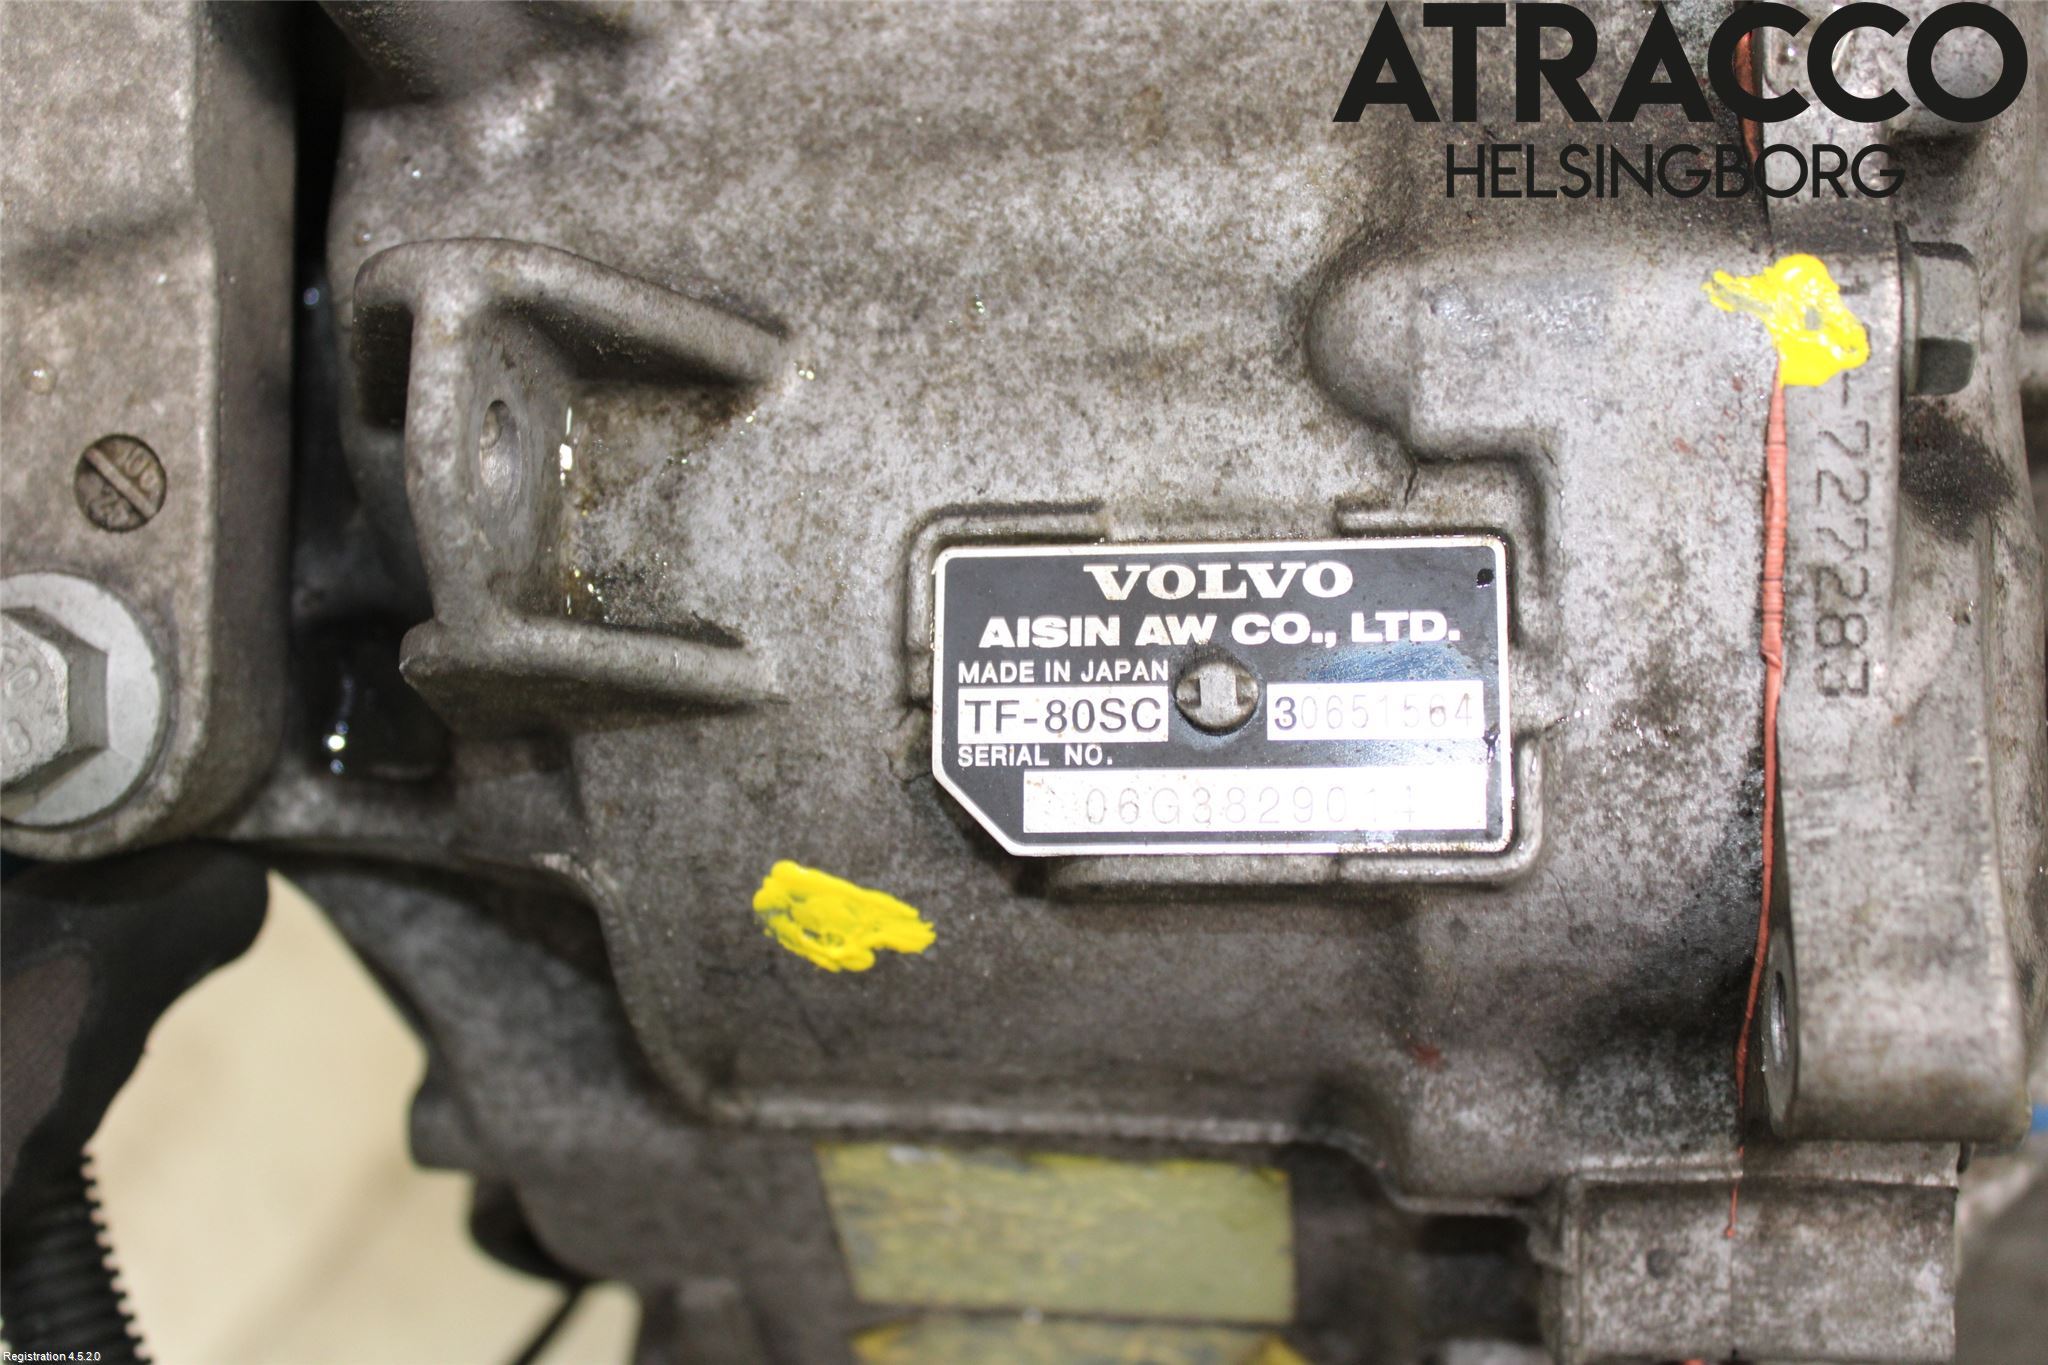 ATRACCO
HELSINGBORG
-727283
VOLVO
AISIN AW CO., LTD.
MADE IN JAPAN
TF-80SC 30651564
SERIAL NO.
06G3829014
Registration 4.5.2.0